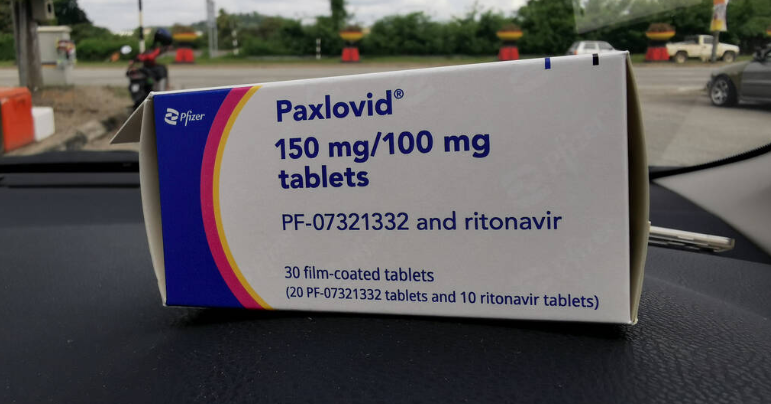 Pfizer
Paxlovid®
150 mg/100 mg
tablets
PF-07321332 and ritonavir
30 film-coated tablets
(20 PF-07321332 tablets and 10 ritonavir tablets)